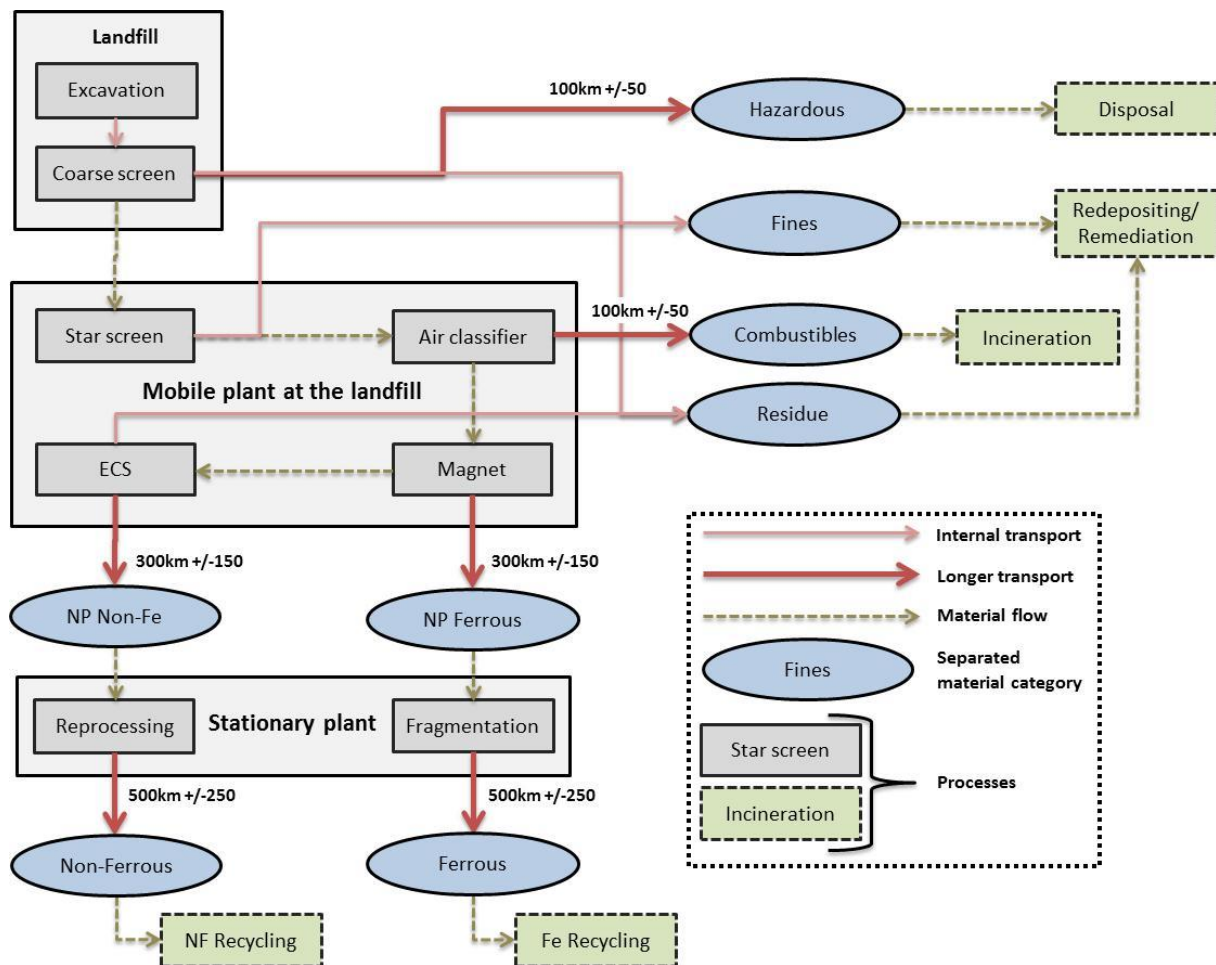 Landfill
Excavation
Coarse screen
100km +/-50
Hazardous
Disposal
Fines
Redepositing/
Remediation
Star screen
Air classifier
100km +/-50
Combustibles
Incineration
Mobile plant at the landfill
Residue
ECS
Magnet
300km +/-150
300km +/-150
NP Non-Fe
NP Ferrous
Reprocessing
Stationary plant
Fragmentation
500km +/-250
500km +/-250
Non-Ferrous
Ferrous
NF Recycling
Fe Recycling
Internal transport
Longer transport
Material flow
Fines
Separated
material category
Star screen
Processes
Incineration